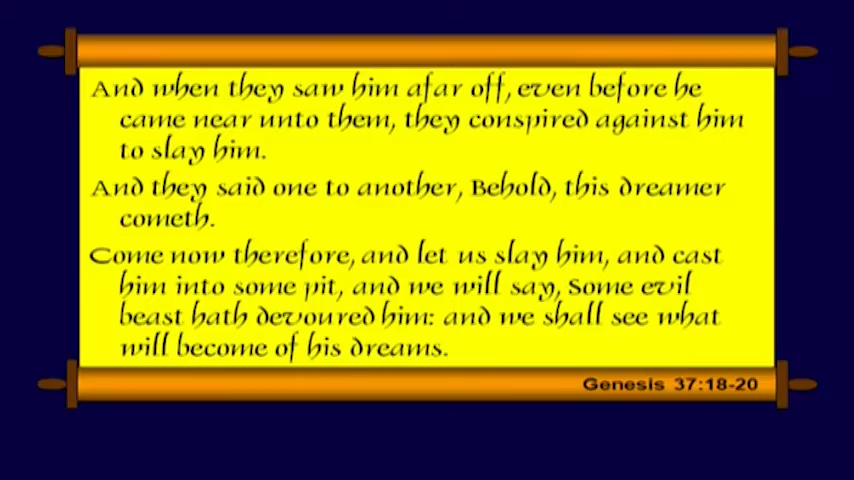 And when they saw him afar off, even before he
came near unto them, they conspired against him
to slay him.
And they said one to another, Behold, this dreamer
cometh.
Come now therefore, and let us slay him, and cast
him into some pit, and we will say, Some evil
beast hath devoured him: and we shall see what
will become of his dreams.
Genesis 37:18-20